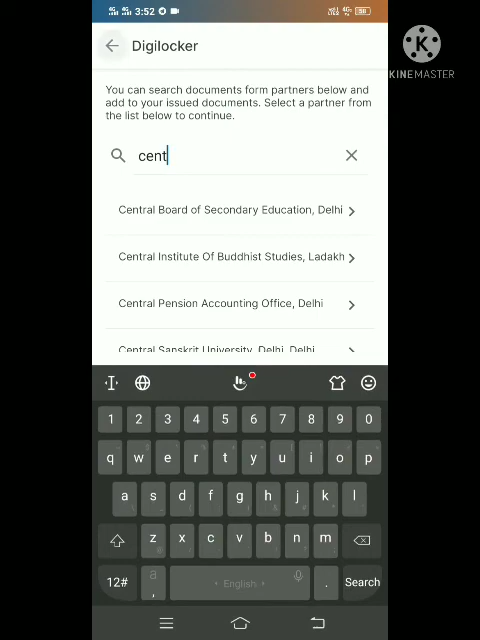 3:52
K
KINEMASTER
Digilocker
You can search documents form partners below and
add to your issued documents. Select a partner from
the list below to continue.
cent
Central Board of Secondary Education, Delhi
Central Institute Of Buddhist Studies, Ladakh
Central Pension Accounting Office, Delhi
Central Sanskrit University, Delhi, Delhi
1 2 3 4 5 6 7 8 9 0
q w e r t y u i o p
a s d f g h j k l
z x c v b n m
12# , English . Search